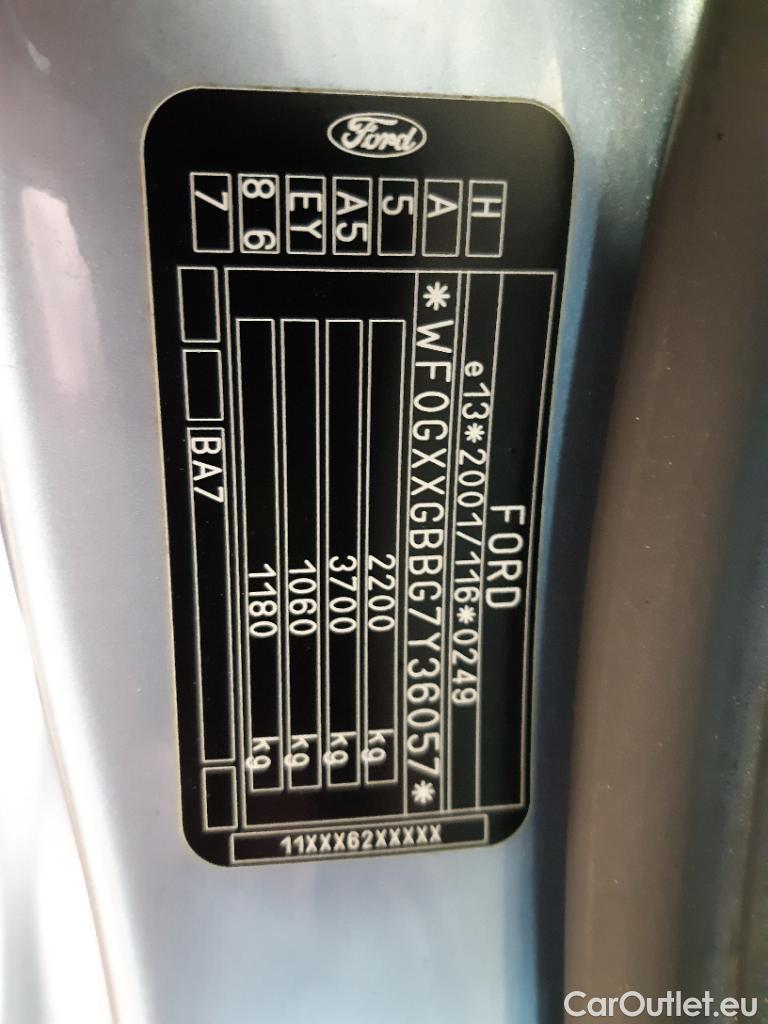 Ford
FORD
e13*2001/116*0249
*WF0GXXGBBG7Y36057*
2200 kg
3700 kg
1060 kg
1180 kg
H
A
5
A5
EY
8 6
7
BA7
11XXX62XXXXX
CarOutlet.eu